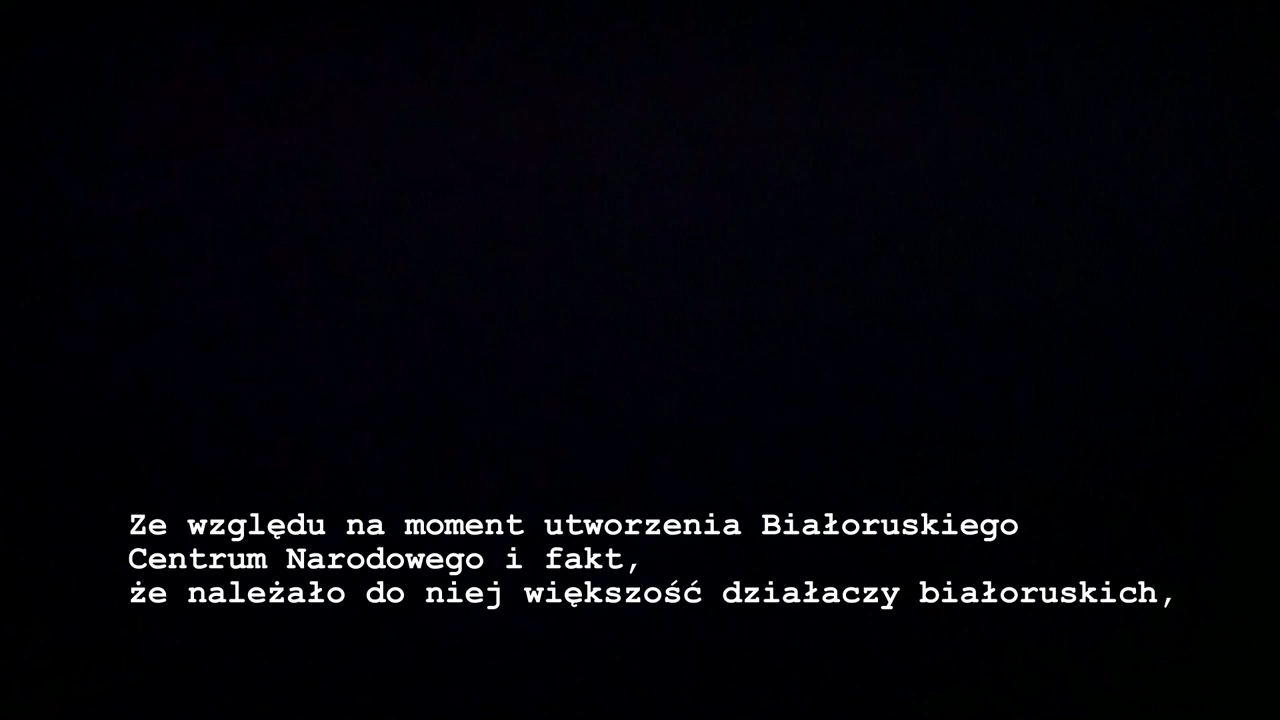 Ze względu na moment utworzenia Białoruskiego
Centrum Narodowego i fakt,
że należało do niej większość działaczy białoruskich,